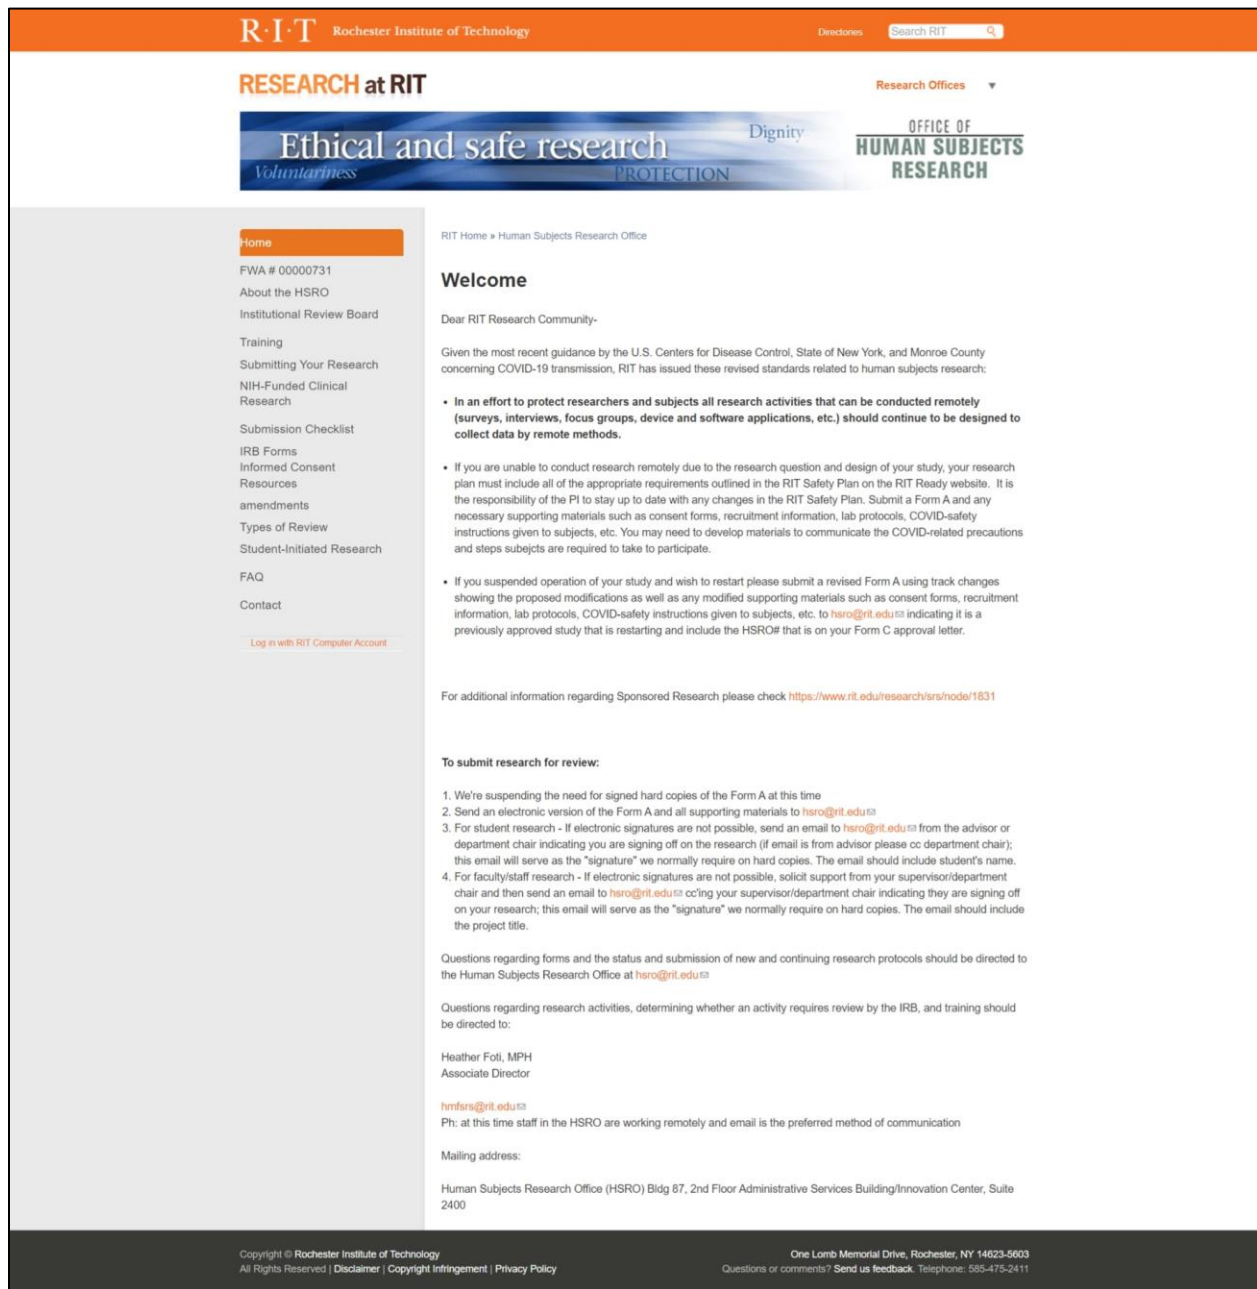 R·I·T Rochester Institute of Technology
Directories
Search RIT
RESEARCH at RIT
Research Offices
Ethical and safe research
Dignity
Voluntariness
PROTECTION
OFFICE OF
HUMAN SUBJECTS
RESEARCH
Home
FWA # 00000731
About the HSRO
Institutional Review Board
Training
Submitting Your Research
NIH-Funded Clinical
Research
Submission Checklist
IRB Forms
Informed Consent
Resources
amendments
Types of Review
Student-Initiated Research
FAQ
Contact
Log in with RIT Computer Account
RIT Home » Human Subjects Research Office
Welcome
Dear RIT Research Community-
Given the most recent guidance by the U.S. Centers for Disease Control, State of New York, and Monroe County
concerning COVID-19 transmission, RIT has issued these revised standards related to human subjects research:
• In an effort to protect researchers and subjects all research activities that can be conducted remotely
(surveys, interviews, focus groups, device and software applications, etc.) should continue to be designed to
collect data by remote methods.
• If you are unable to conduct research remotely due to the research question and design of your study, your research
plan must include all of the appropriate requirements outlined in the RIT Safety Plan on the RIT Ready website. It is
the responsibility of the PI to stay up to date with any changes in the RIT Safety Plan. Submit a Form A and any
necessary supporting materials such as consent forms, recruitment information, lab protocols, COVID-safety
instructions given to subjects, etc. You may need to develop materials to communicate the COVID-related precautions
and steps subejcts are required to take to participate.
• If you suspended operation of your study and wish to restart please submit a revised Form A using track changes
showing the proposed modifications as well as any modified supporting materials such as consent forms, recruitment
information, lab protocols, COVID-safety instructions given to subjects, etc. to hsro@rit.edu indicating it is a
previously approved study that is restarting and include the HSRO# that is on your Form C approval letter.
For additional information regarding Sponsored Research please check https://www.rit.edu/research/srs/node/1831
To submit research for review:
1. We're suspending the need for signed hard copies of the Form A at this time
2. Send an electronic version of the Form A and all supporting materials to hsro@rit.edu
3. For student research - If electronic signatures are not possible, send an email to hsro@rit.edu from the advisor or
department chair indicating you are signing off on the research (if email is from advisor please cc department chair);
this email will serve as the "signature" we normally require on hard copies. The email should include student's name.
4. For faculty/staff research - If electronic signatures are not possible, solicit support from your supervisor/department
chair and then send an email to hsro@rit.edu cc'ing your supervisor/department chair indicating they are signing off
on your research; this email will serve as the "signature" we normally require on hard copies. The email should include
the project title.
Questions regarding forms and the status and submission of new and continuing research protocols should be directed to
the Human Subjects Research Office at hsro@rit.edu
Questions regarding research activities, determining whether an activity requires review by the IRB, and training should
be directed to:
Heather Foti, MPH
Associate Director
hmfsrs@rit.edu
Ph: at this time staff in the HSRO are working remotely and email is the preferred method of communication
Mailing address:
Human Subjects Research Office (HSRO) Bldg 87, 2nd Floor Administrative Services Building/Innovation Center, Suite
2400
Copyright © Rochester Institute of Technology
All Rights Reserved | Disclaimer | Copyright Infringement | Privacy Policy
One Lomb Memorial Drive, Rochester, NY 14623-5603
Questions or comments? Send us feedback. Telephone: 585-475-2411